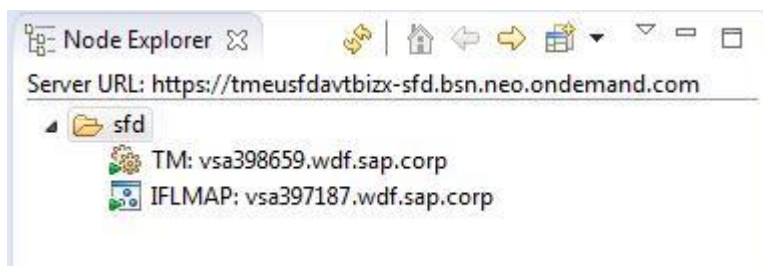 Node Explorer
Server URL: https://tmeusfdavtbizx-sfd.bsn.neo.ondemand.com
sfd
TM: vsa398659.wdf.sap.corp
IFLMAP: vsa397187.wdf.sap.corp